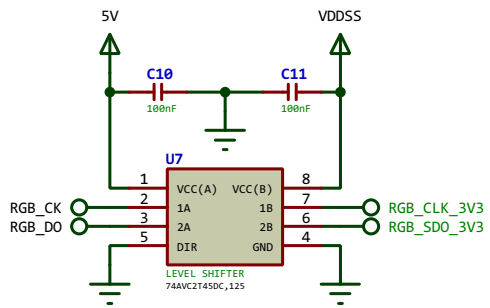 5V VDDSS
C10 C11
100nF 100nF
U7
1 VCC(A) VCC(B) 8
RGB_CK 2 1A 1B 7 RGB_CLK_3V3
RGB_DO 3 2A 2B 6 RGB_SDO_3V3
5 DIR GND 4
LEVEL SHIFTER
74AVC2T45DC,125